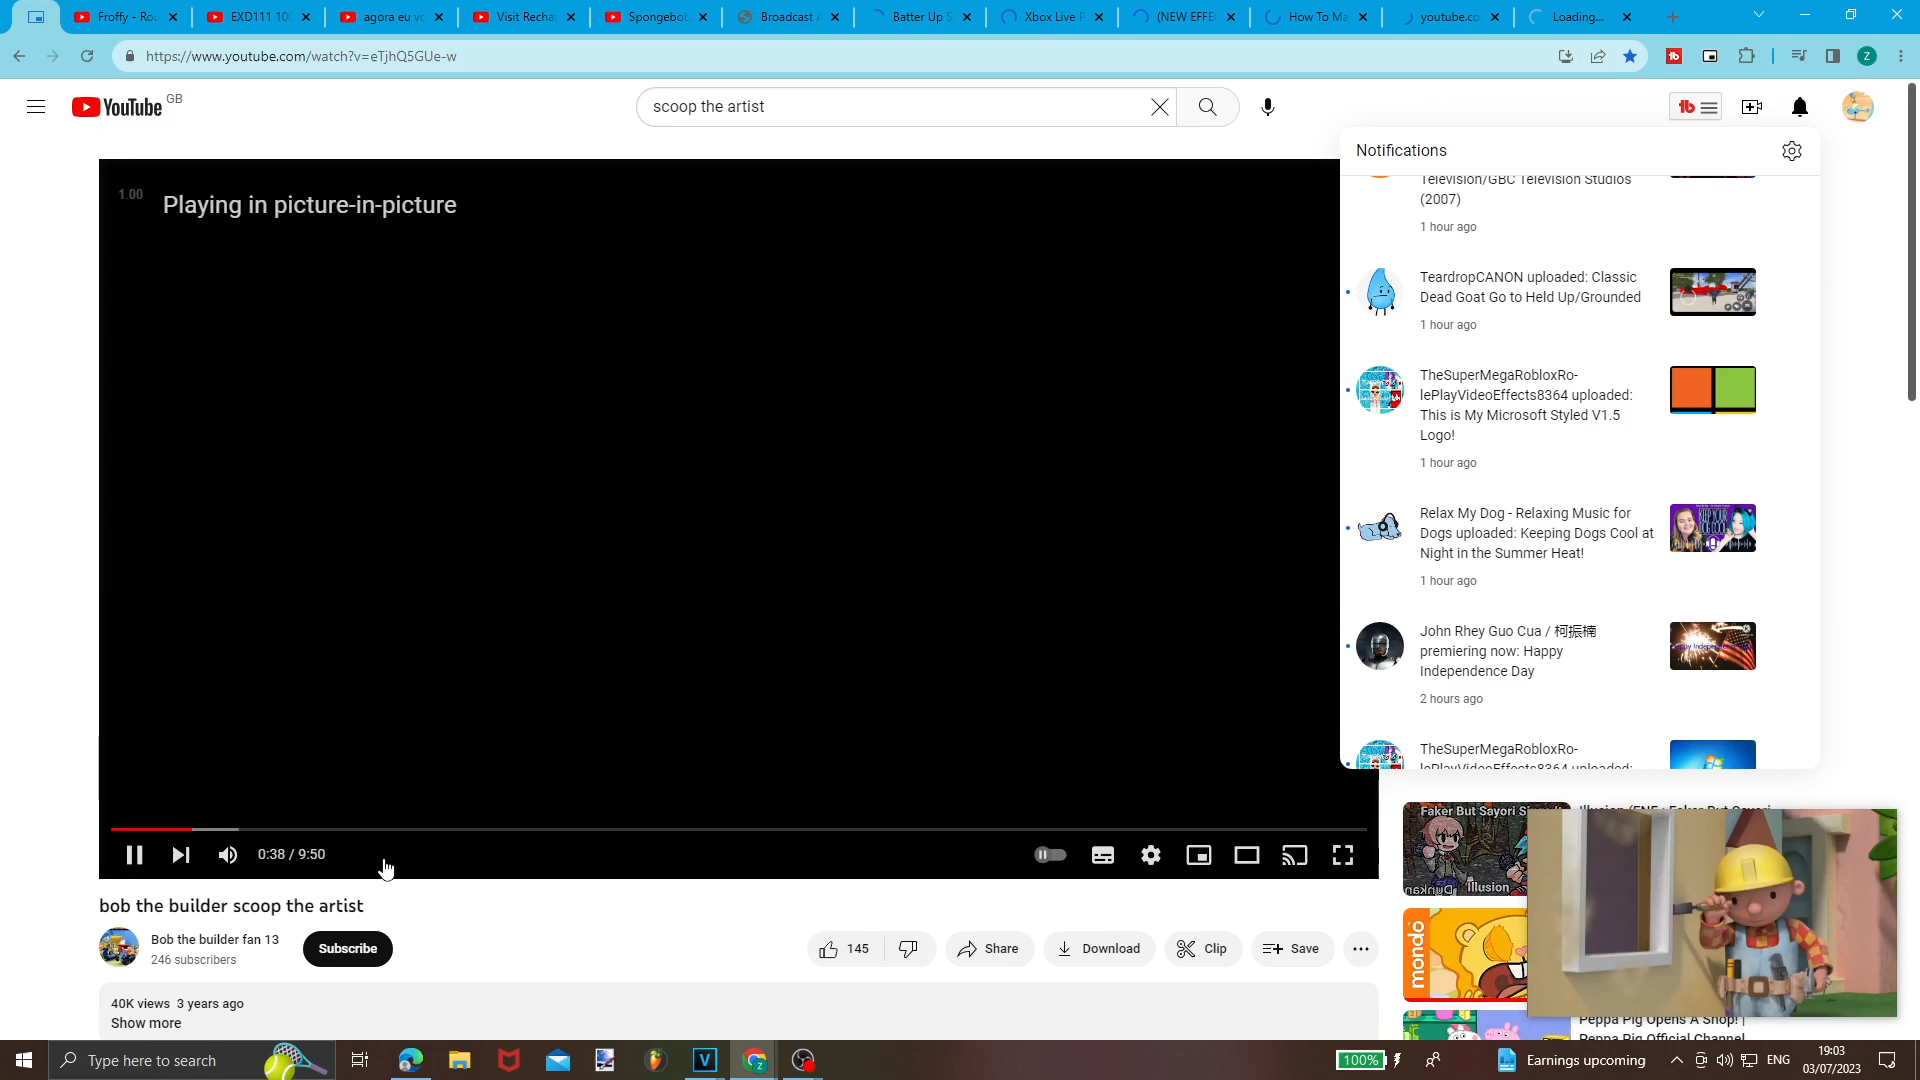 Froffy - Rou
EXD111 100
agora eu vo
Visit Recha
Spongebob
Broadcast A
Batter Up S
Xbox Live P
(NEW EFFE
How To Ma
youtube.co
Loading...
https://www.youtube.com/watch?v=eTjhQ5GUe-w
YouTube GB
scoop the artist
Notifications
1.00
Playing in picture-in-picture
Television/GBC Television Studios
(2007)
1 hour ago
TeardropCANON uploaded: Classic
Dead Goat Go to Held Up/Grounded
1 hour ago
TheSuperMegaRobloxRo-
lePlayVideoEffects8364 uploaded:
This is My Microsoft Styled V1.5
Logo!
1 hour ago
Relax My Dog - Relaxing Music for
Dogs uploaded: Keeping Dogs Cool at
Night in the Summer Heat!
1 hour ago
John Rhey Guo Cua / 柯振楠
premiering now: Happy
Independence Day
2 hours ago
TheSuperMegaRobloxRo-
lePlayVideoEffects8364 uploaded:
0:38 / 9:50
bob the builder scoop the artist
Bob the builder fan 13
246 subscribers
Subscribe
145
Share
Download
Clip
Save
40K views 3 years ago
Show more
Faker But Sayori
Illusion
mondo
Peppa Pig Opens A Shop! |
Peppa Pig Official Channel
Type here to search
100%
Earnings upcoming
ENG
19:03
03/07/2023